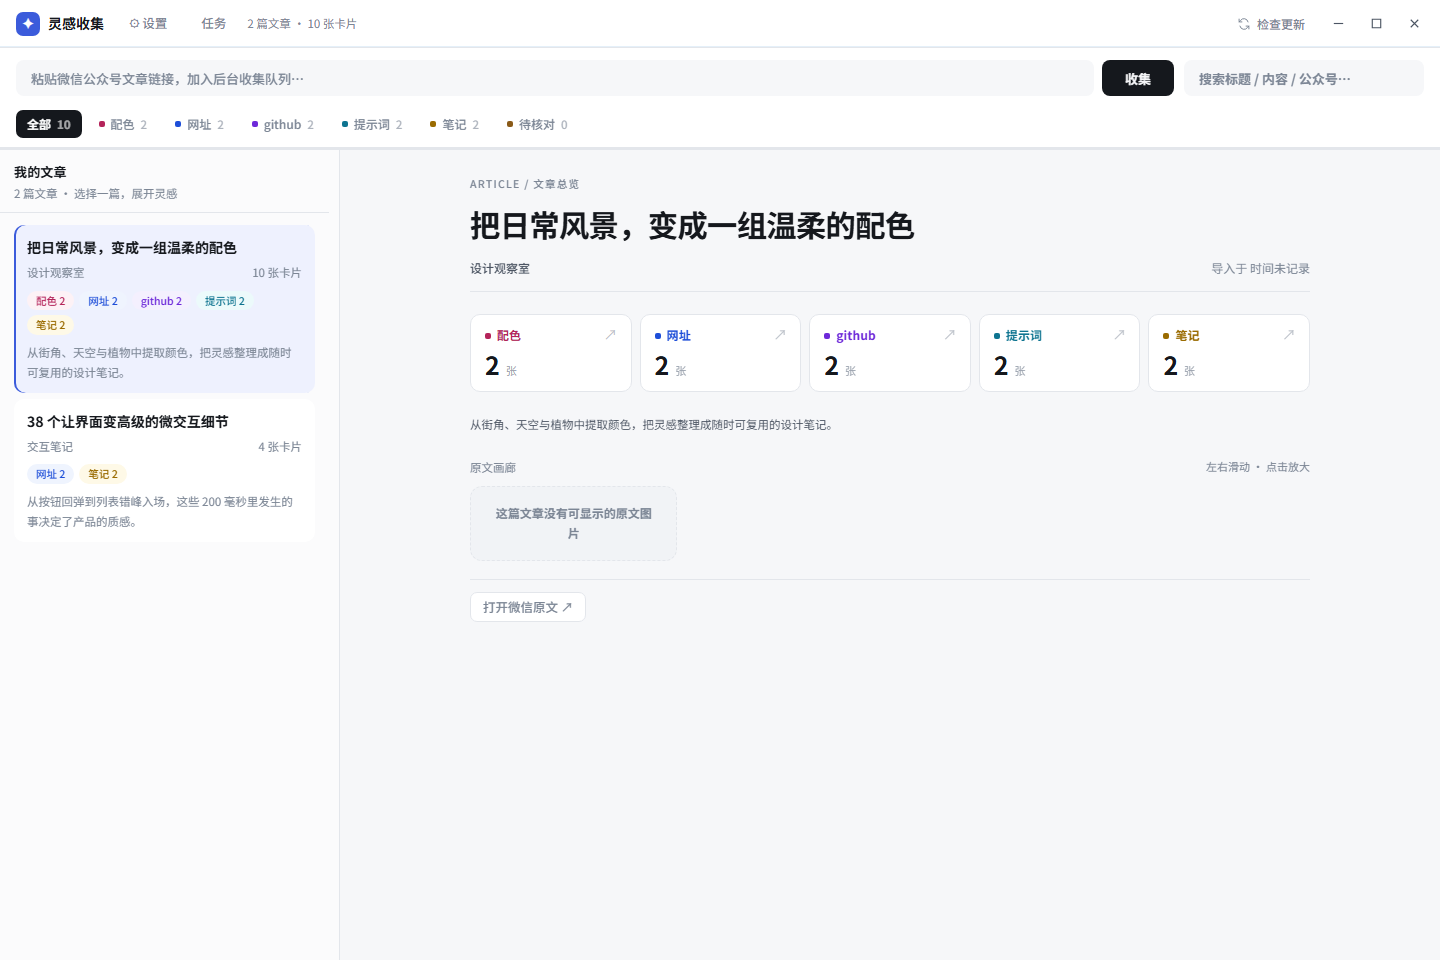 灵感收集
设置
任务
2 篇文章 · 10 张卡片
检查更新
粘贴微信公众号文章链接，加入后台收集队列…
收集
搜索标题 / 内容 / 公众号…
全部 10
配色 2
网址 2
github 2
提示词 2
笔记 2
待核对 0
我的文章
2 篇文章 · 选择一篇，展开灵感
把日常风景，变成一组温柔的配色
设计观察室
10 张卡片
配色 2
网址 2
github 2
提示词 2
笔记 2
从街角、天空与植物中提取颜色，把灵感整理成随时
可复用的设计笔记。
38 个让界面变高级的微交互细节
交互笔记
4 张卡片
网址 2
笔记 2
从按钮回弹到列表错峰入场，这些 200 毫秒里发生的
事决定了产品的质感。
ARTICLE / 文章总览
把日常风景，变成一组温柔的配色
设计观察室
导入于 时间未记录
配色 ↗
2 张
网址 ↗
2 张
github ↗
2 张
提示词 ↗
2 张
笔记 ↗
2 张
从街角、天空与植物中提取颜色，把灵感整理成随时可复用的设计笔记。
原文画廊
左右滑动 · 点击放大
这篇文章没有可显示的原文图
片
打开微信原文 ↗